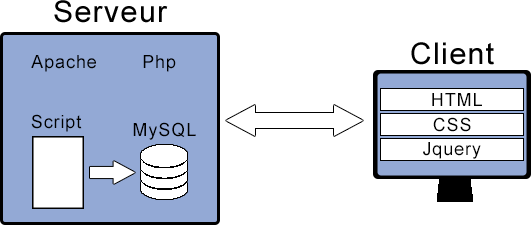 Serveur
Apache Php
Script
MySQL
Client
HTML
CSS
Jquery